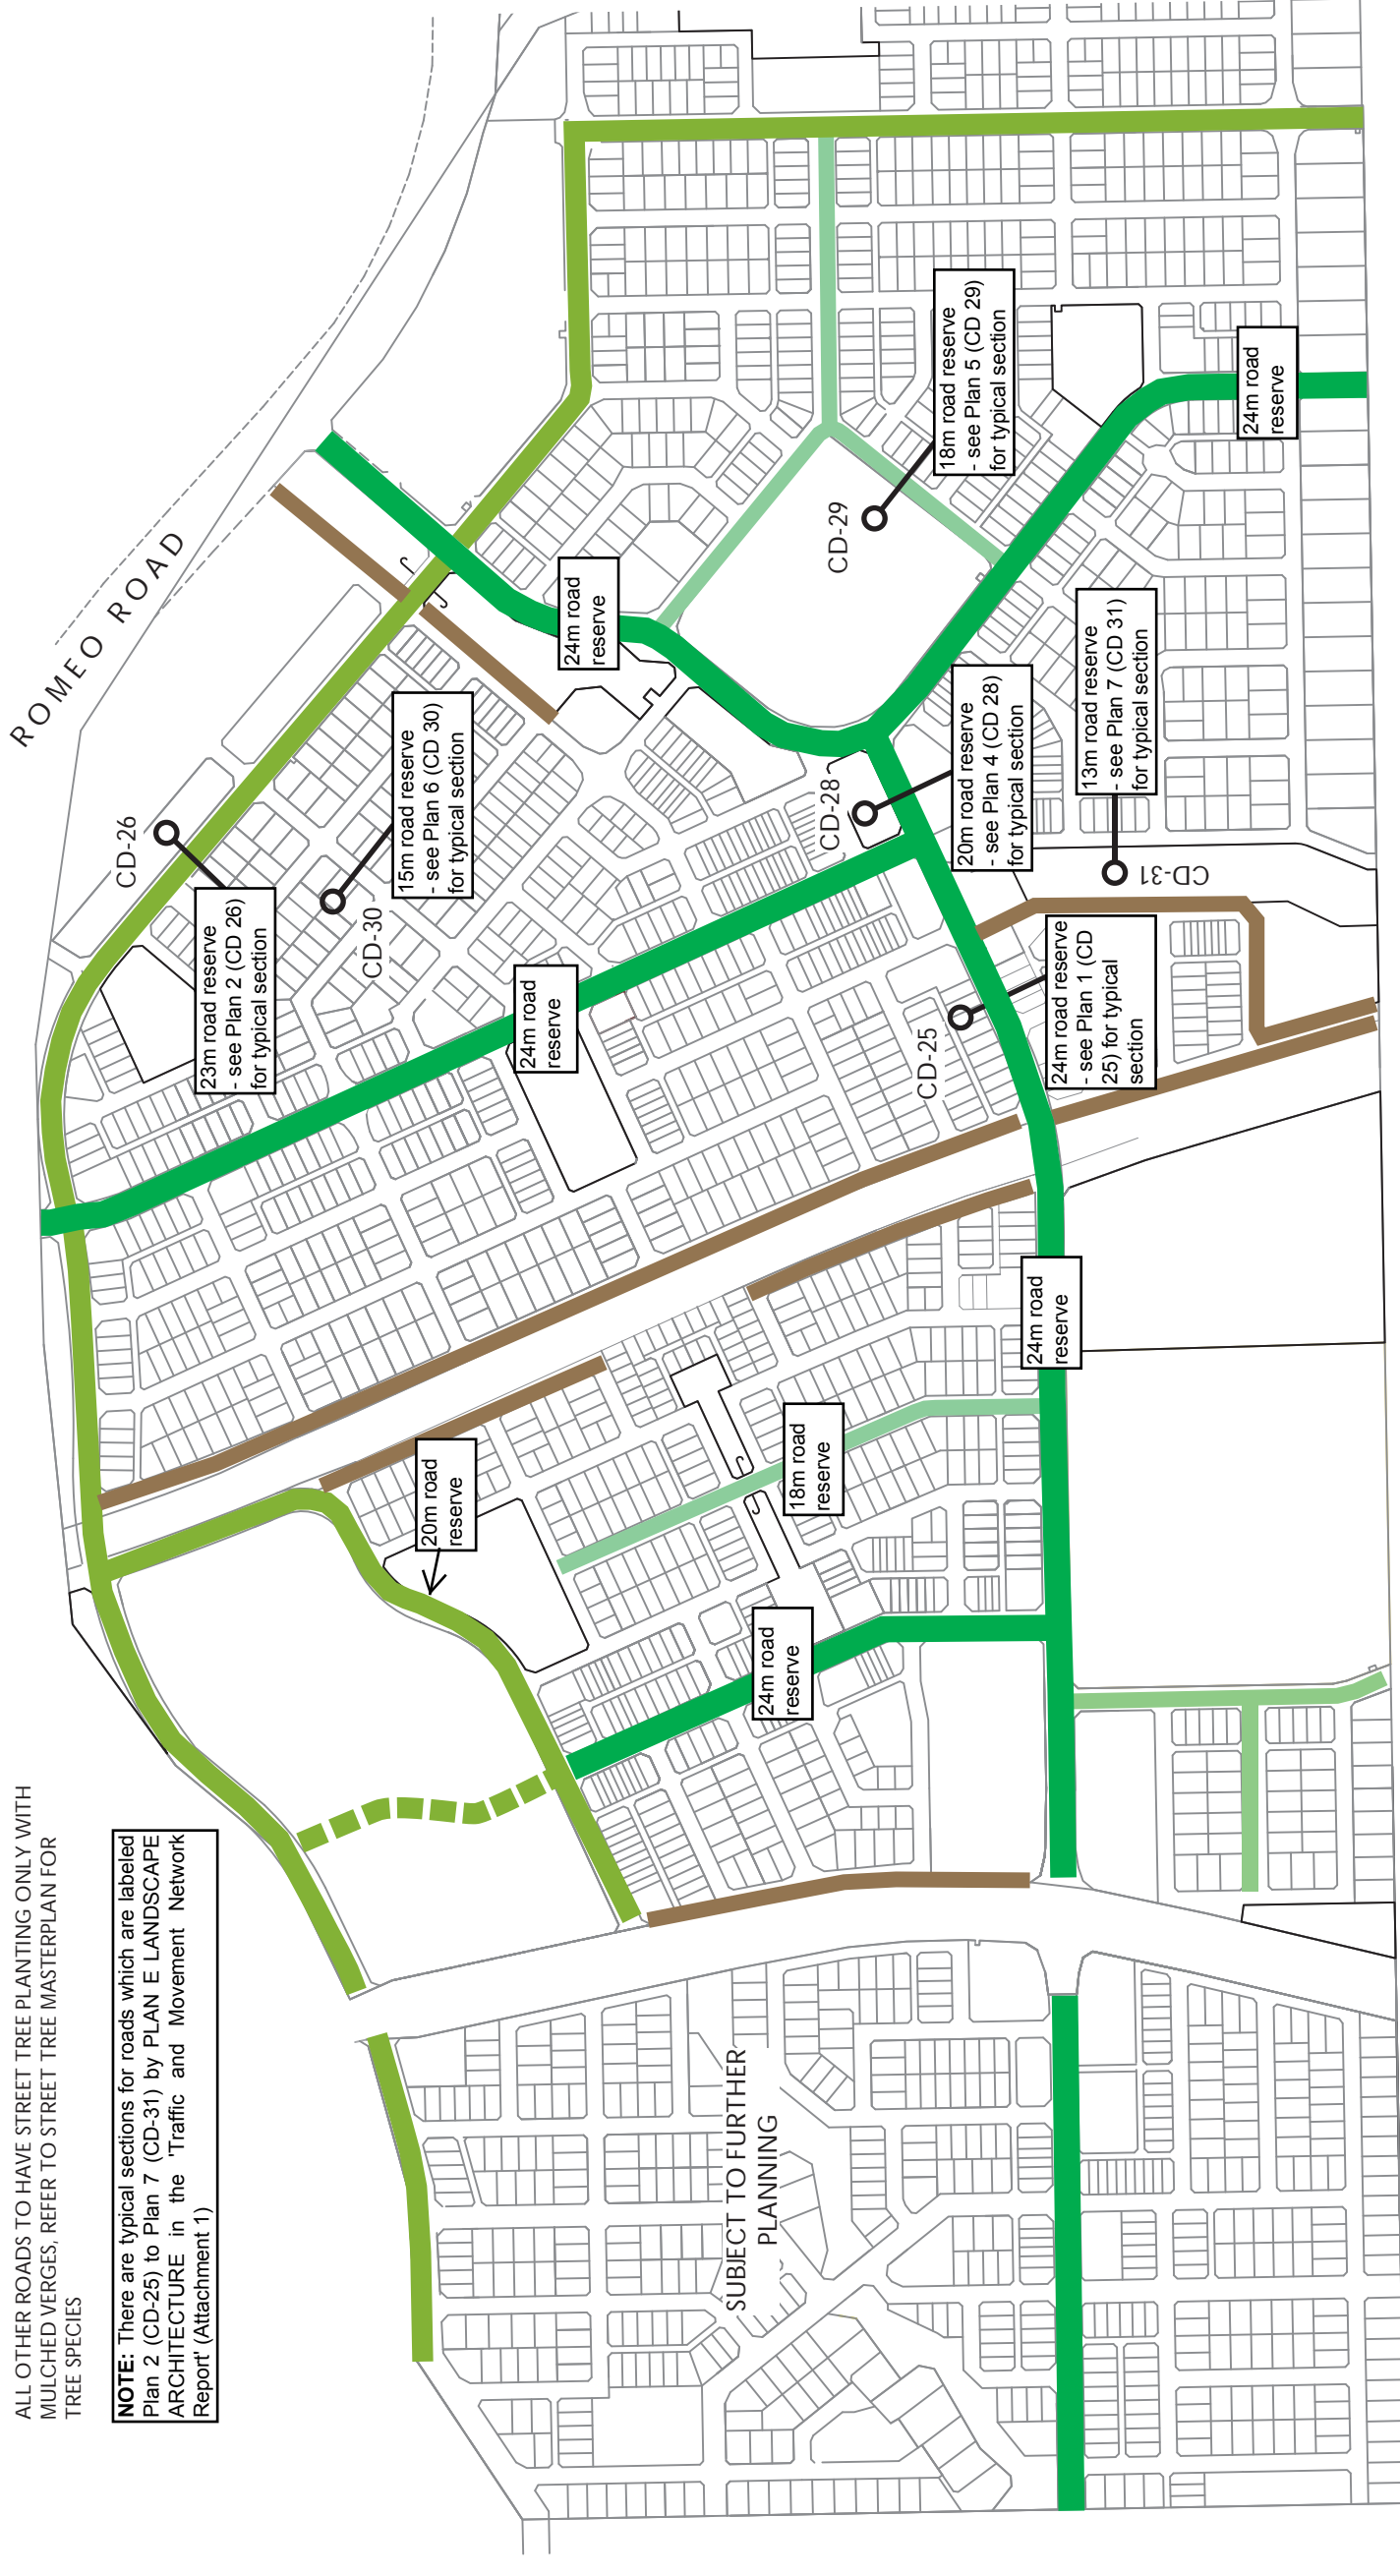 ALL OTHER ROADS TO HAVE STREET TREE PLANTING ONLY WITH
MULCHED VERGES, REFER TO STREET TREE MASTERPLAN FOR
TREE SPECIES
NOTE: There are typical sections for roads which are labeled
Plan 2 (CD-25) to Plan 7 (CD-31) by PLAN E LANDSCAPE
ARCHITECTURE in the 'Traffic and Movement Network
Report' (Attachment 1)
ROMEO ROAD
CD-26
23m road reserve
- see Plan 2 (CD 26)
for typical section
CD-30
15m road reserve
- see Plan 6 (CD 30)
for typical section
20m road
reserve
24m road
reserve
24m road
reserve
24m road
reserve
18m road
reserve
SUBJECT TO FURTHER
PLANNING
CD-28
20m road reserve
- see Plan 4 (CD 28)
for typical section
CD-29
18m road reserve
- see Plan 5 (CD 29)
for typical section
CD-25
24m road reserve
- see Plan 1 (CD
25) for typical
section
24m road
reserve
CD-31
13m road reserve
- see Plan 7 (CD 31)
for typical section
24m road
reserve